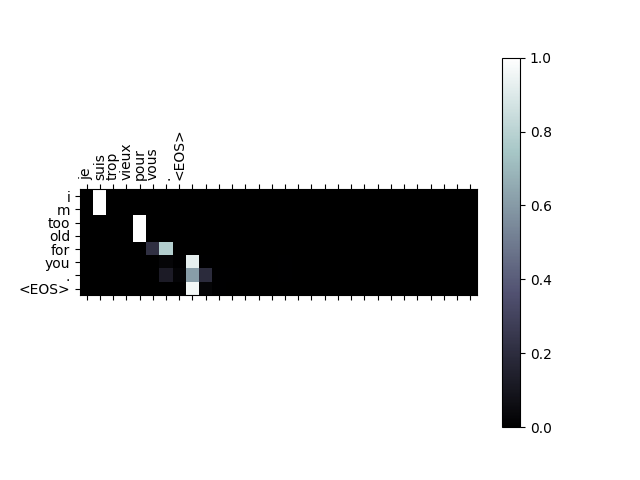 je
suis
trop
vieux
pour
vous
.
<EOS>
i
m
too
old
for
you
.
<EOS>
1.0
0.8
0.6
0.4
0.2
0.0